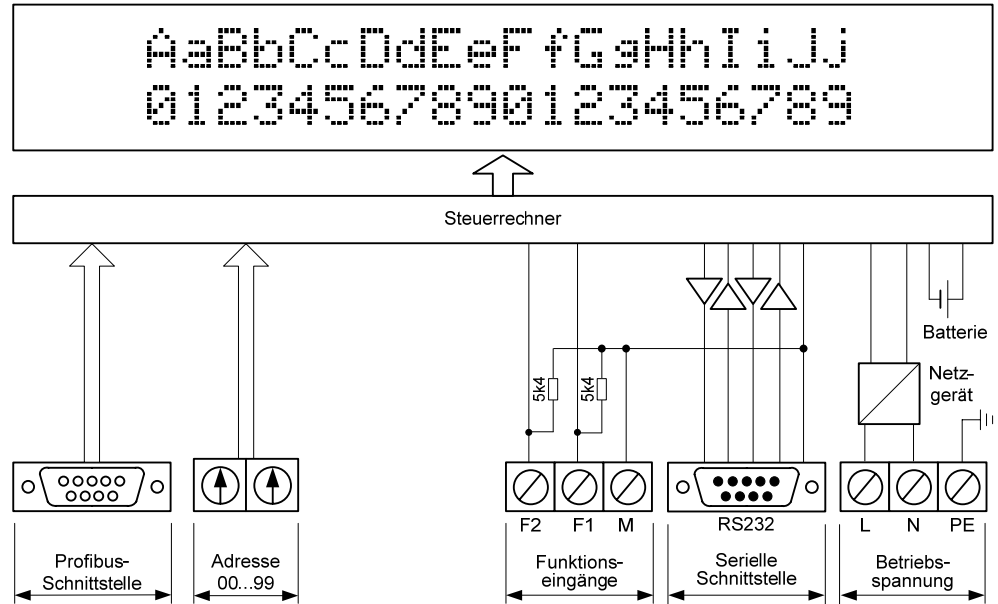 AaBbCcDdEeFfGgHhIiJj
01234567890123456789
Steuerrechner
Batterie
Netz-
gerät
5k4
5k4
F2 F1 M
RS232
L N PE
Profibus-
Schnittstelle
Adresse
00...99
Funktions-
eingänge
Serielle
Schnittstelle
Betriebs-
spannung